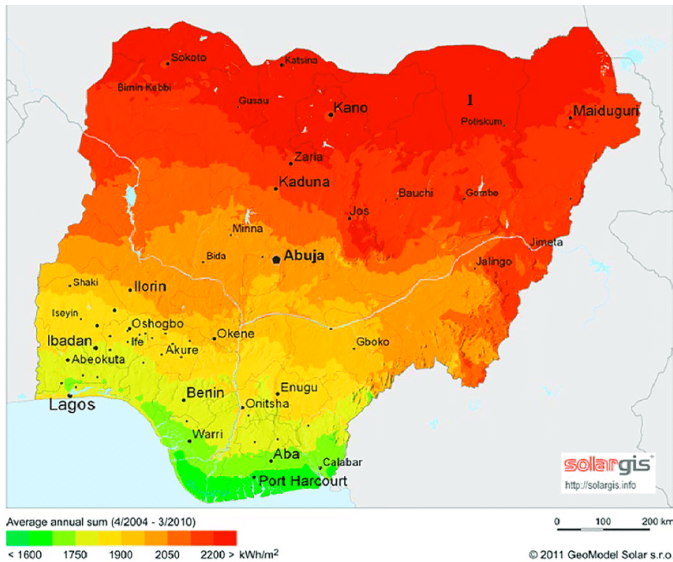 Sokoto
Katsina
Birnin Kebbi
Gusau
Kano
1
Maiduguri
Potiskum
Zaria
Kaduna
Bauchi
Gombe
Jos
Minna
Jimeta
Bida
Abuja
Jalingo
Shaki
Ilorin
Iseyin
Oshogbo
Ibadan
Ife
Okene
Akure
Gboko
Abeokuta
Lagos
Benin
Enugu
Onitsha
Warri
Aba
Calabar
Port Harcourt
solargis
http://solargis.info
Average annual sum (4/2004 - 3/2010)
< 1600 1750 1900 2050 2200 > kWh/m²
0 100 200 km
© 2011 GeoModel Solar s.r.o.